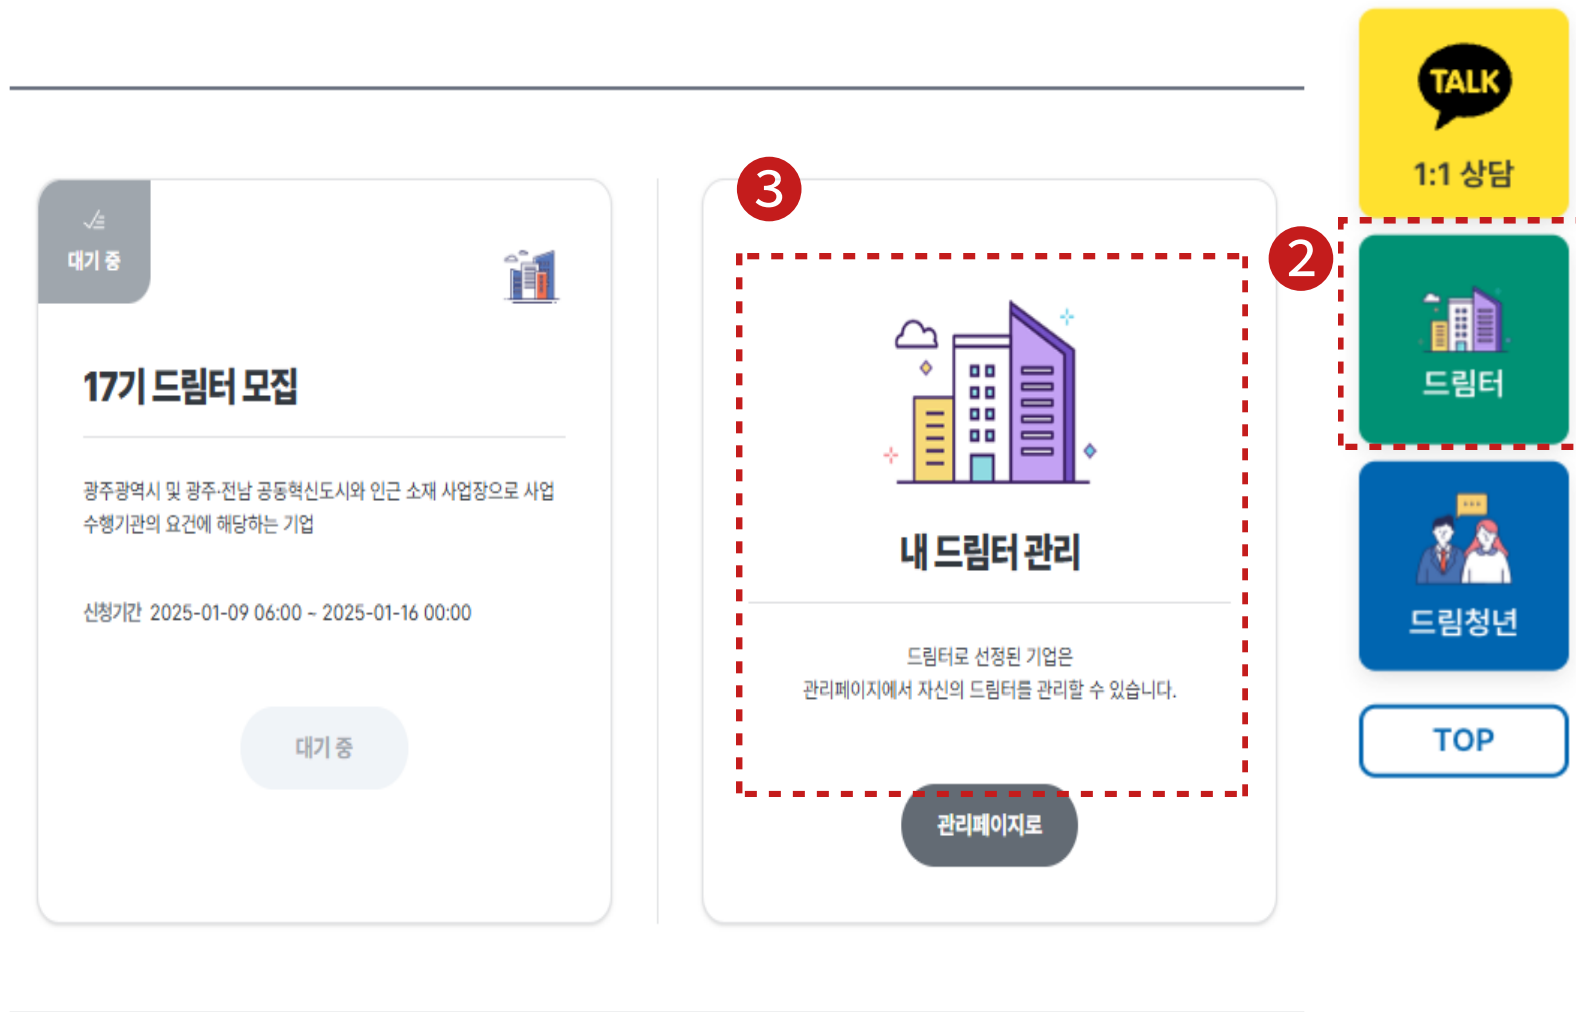 대기 중
17기 드림터 모집
광주광역시 및 광주·전남 공동혁신도시와 인근 소재 사업장으로 사업
수행기관의 요건에 해당하는 기업
신청기간 2025-01-09 06:00 ~ 2025-01-16 00:00
대기 중
3
내 드림터 관리
드림터로 선정된 기업은
관리페이지에서 자신의 드림터를 관리할 수 있습니다.
관리페이지로
TALK
1:1 상담
2
드림터
드림청년
TOP